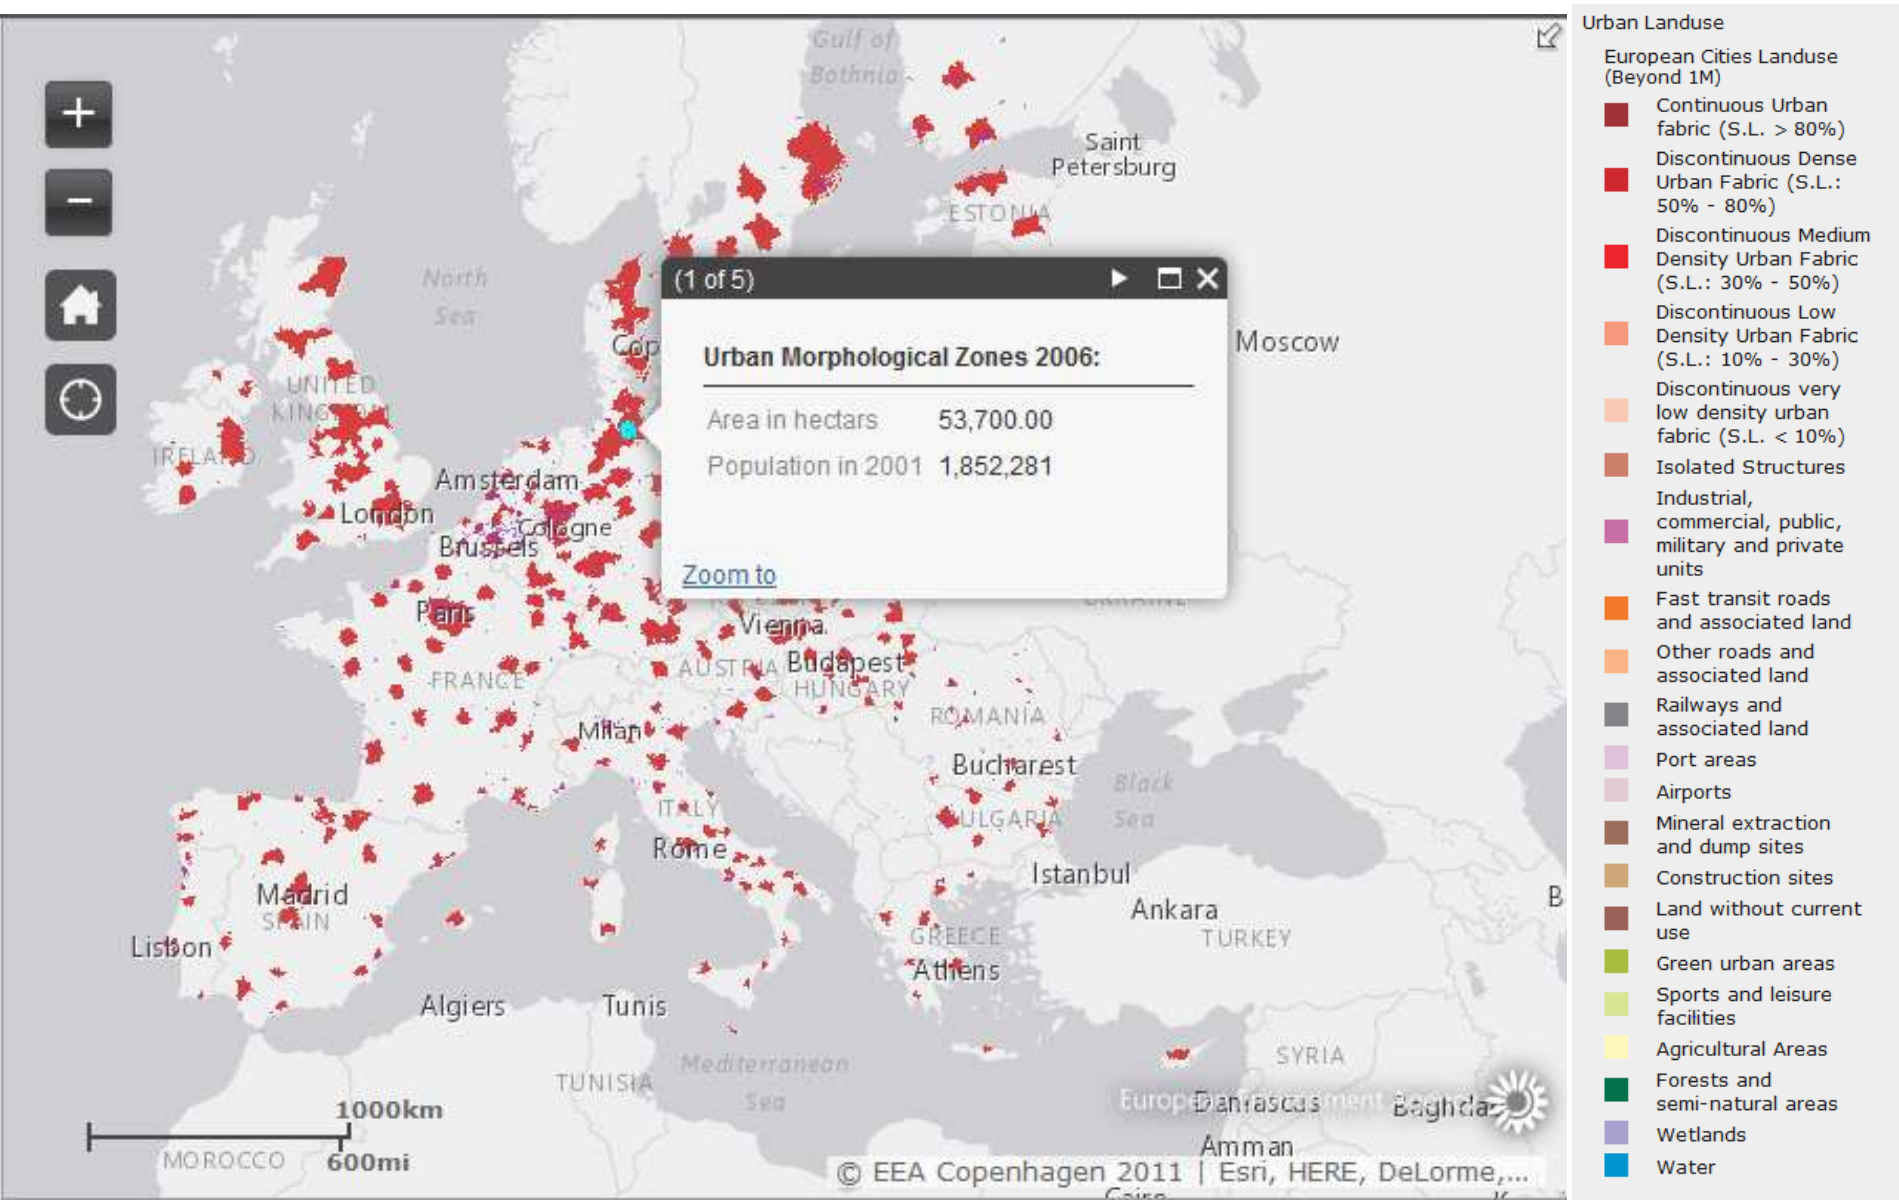 Gulf of
Bothnia
Saint
Petersburg
ESTONIA
North
Sea
Moscow
UNITED
KINGDOM
IRELAND
Amsterdam
London
Cologne
Brussels
Paris
Vienna
AUSTRIA
Budapest
HUNGARY
FRANCE
ROMANIA
Milan
Bucharest
Black
Sea
ITALY
Rome
Istanbul
Madrid
SPAIN
Ankara
TURKEY
Lisbon
GREECE
Athens
Algiers
Tunis
Mediterranean
Sea
SYRIA
TUNISIA
Damascus
Amman
MOROCCO
Cairo
B
(1 of 5)
Urban Morphological Zones 2006:
Area in hectars 53,700.00
Population in 2001 1,852,281
Zoom to
1000km
600mi
© EEA Copenhagen 2011 | Esri, HERE, DeLorme,...
Urban Landuse
European Cities Landuse
(Beyond 1M)
Continuous Urban
fabric (S.L. > 80%)
Discontinuous Dense
Urban Fabric (S.L.:
50% - 80%)
Discontinuous Medium
Density Urban Fabric
(S.L.: 30% - 50%)
Discontinuous Low
Density Urban Fabric
(S.L.: 10% - 30%)
Discontinuous very
low density urban
fabric (S.L. < 10%)
Isolated Structures
Industrial,
commercial, public,
military and private
units
Fast transit roads
and associated land
Other roads and
associated land
Railways and
associated land
Port areas
Airports
Mineral extraction
and dump sites
Construction sites
Land without current
use
Green urban areas
Sports and leisure
facilities
Agricultural Areas
Forests and
semi-natural areas
Wetlands
Water